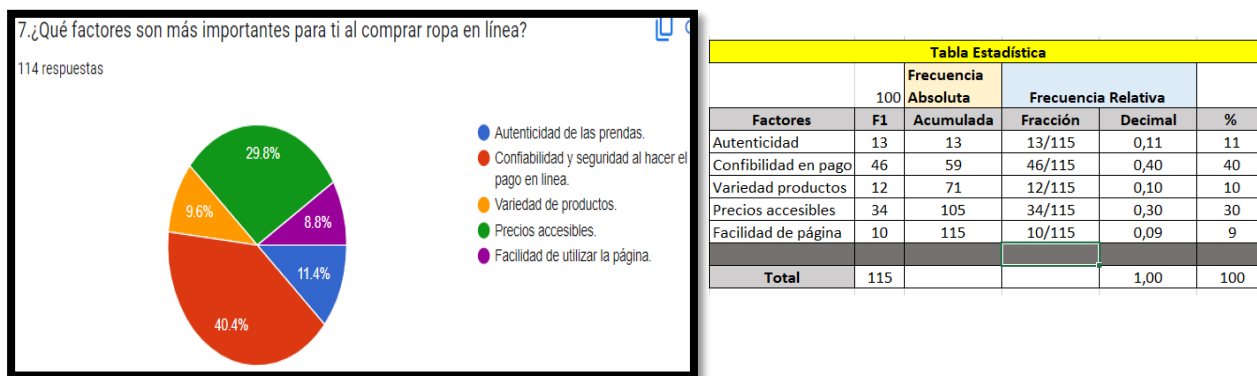 7.¿Qué factores son más importantes para ti al comprar ropa en línea?
114 respuestas
29.8%
9.6%
8.8%
11.4%
40.4%
Autenticidad de las prendas.
Confiabilidad y seguridad al hacer el
pago en línea.
Variedad de productos.
Precios accesibles.
Facilidad de utilizar la página.
Tabla Estadística
100 Frecuencia Absoluta Frecuencia Relativa
Factores F1 Acumulada Fracción Decimal %
Autenticidad 13 13 13/115 0,11 11
Confibilidad en pago 46 59 46/115 0,40 40
Variedad productos 12 71 12/115 0,10 10
Precios accesibles 34 105 34/115 0,30 30
Facilidad de página 10 115 10/115 0,09 9
Total 115 1,00 100